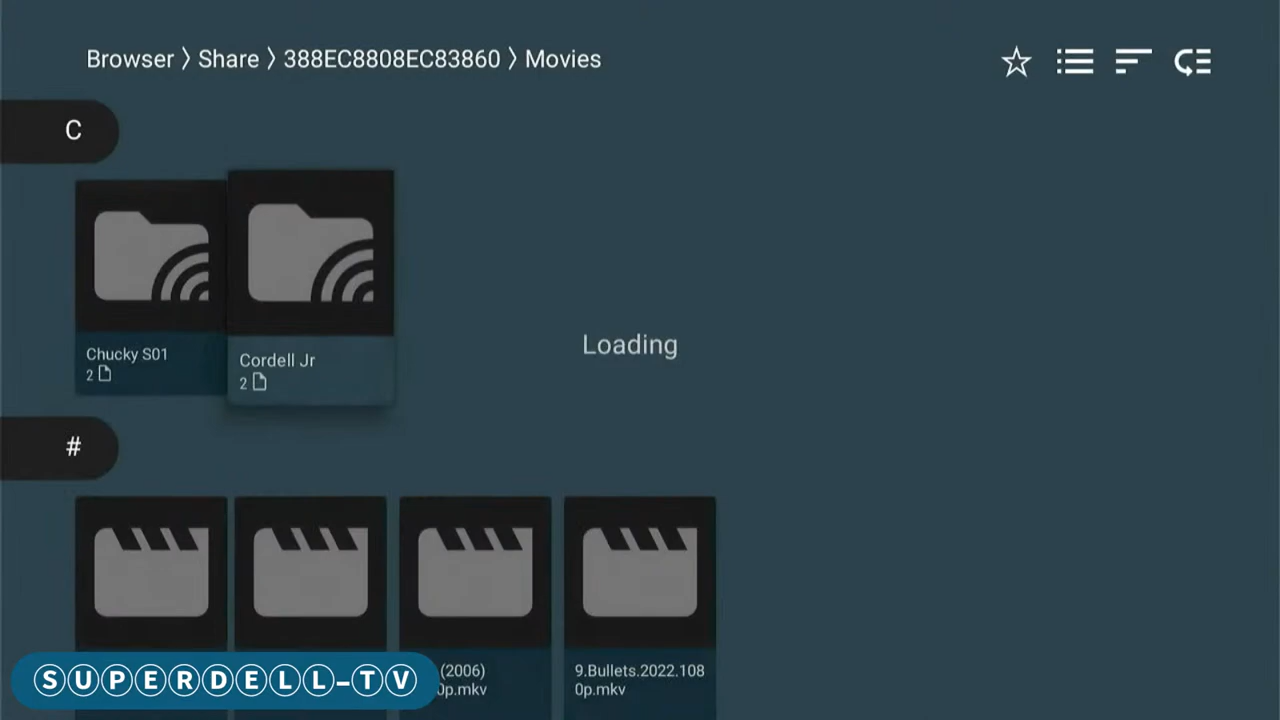 Browser 〉Share 〉388EC8808EC83860 〉Movies
C
Chucky S01
2
Cordell Jr
2
Loading
#
(2006)
0p.mkv
9.Bullets.2022.108
0p.mkv
SUPERDELL-TV